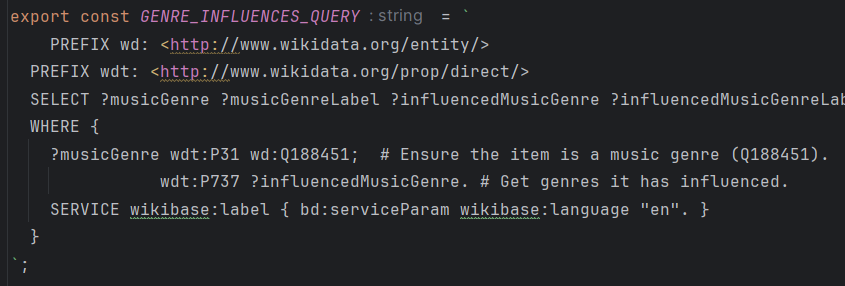 export const GENRE_INFLUENCES_QUERY : string = `
PREFIX wd: <http://www.wikidata.org/entity/>
PREFIX wdt: <http://www.wikidata.org/prop/direct/>
SELECT ?musicGenre ?musicGenreLabel ?influencedMusicGenre ?influencedMusicGenreLab
WHERE {
?musicGenre wdt:P31 wd:Q188451;  # Ensure the item is a music genre (Q188451).
wdt:P737 ?influencedMusicGenre. # Get genres it has influenced.
SERVICE wikibase:label { bd:serviceParam wikibase:language "en". }
}
`;